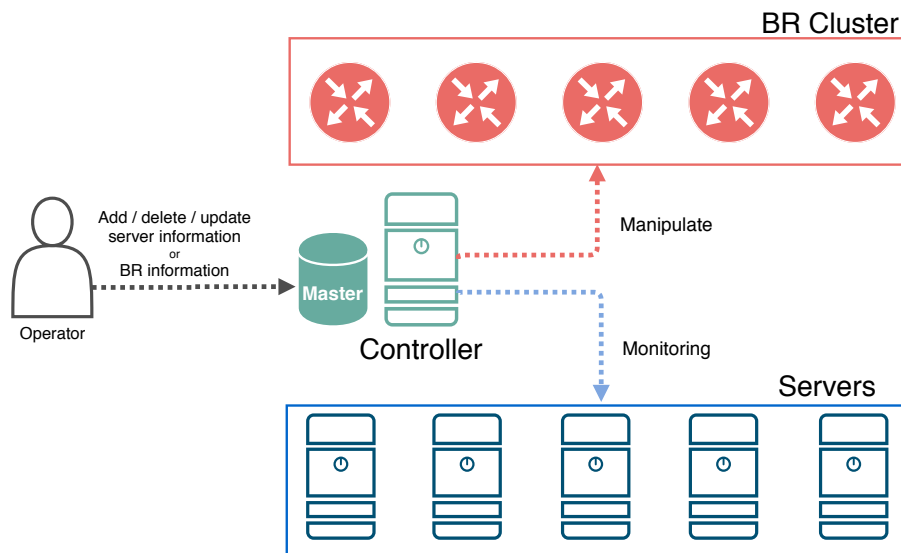 BR Cluster
Add / delete / update
server information
or
BR information
Manipulate
Master
Operator
Controller
Monitoring
Servers